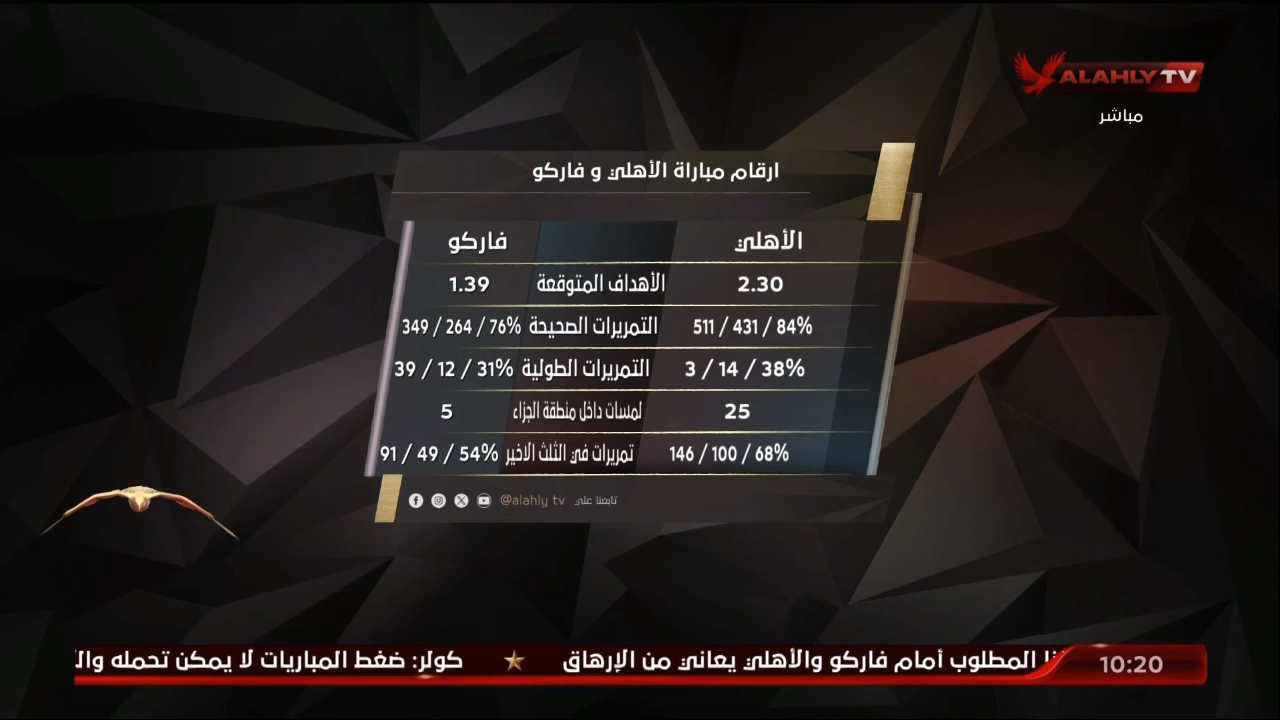 ALAHLY TV
مباشر
ارقام مباراة الأهلي و فاركو
الأهلي فاركو
2.30 الأهداف المتوقعة 1.39
511 / 431 / 84% التمريرات الصحيحة 349 / 264 / 76%
3 / 14 / 38% التمريرات الطولية 39 / 12 / 31%
25 لمسات داخل منطقة الجزاء 5
146 / 100 / 68% تمريرات في الثلث الاخير 91 / 49 / 54%
تابعنا علي @alahly tv
10:20 المطلوب أمام فاركو والأهلي يعاني من الإرهاق ★ كولر: ضغط المباريات لا يمكن تحمله